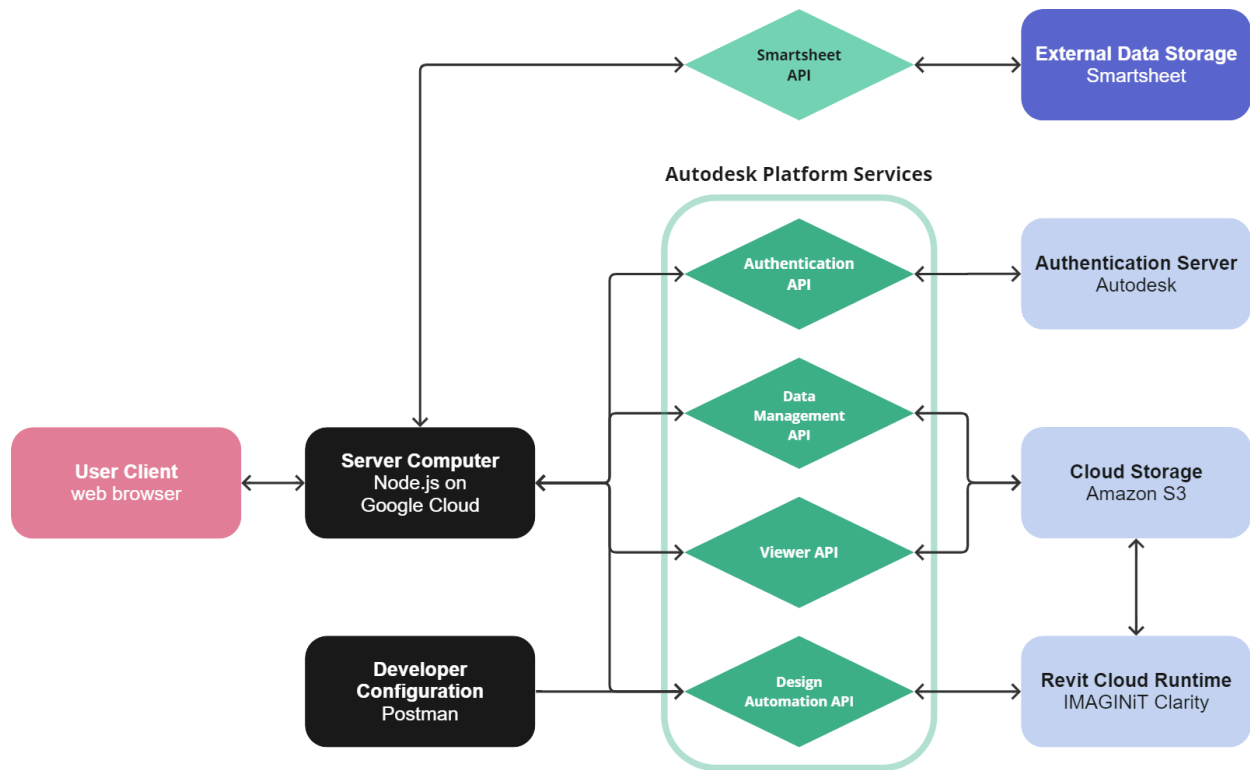 Smartsheet
API
External Data Storage
Smartsheet
Autodesk Platform Services
Authentication
API
Authentication Server
Autodesk
Data
Management
API
User Client
web browser
Server Computer
Node.js on
Google Cloud
Cloud Storage
Amazon S3
Viewer API
Developer
Configuration
Postman
Design
Automation API
Revit Cloud Runtime
IMAGINiT Clarity